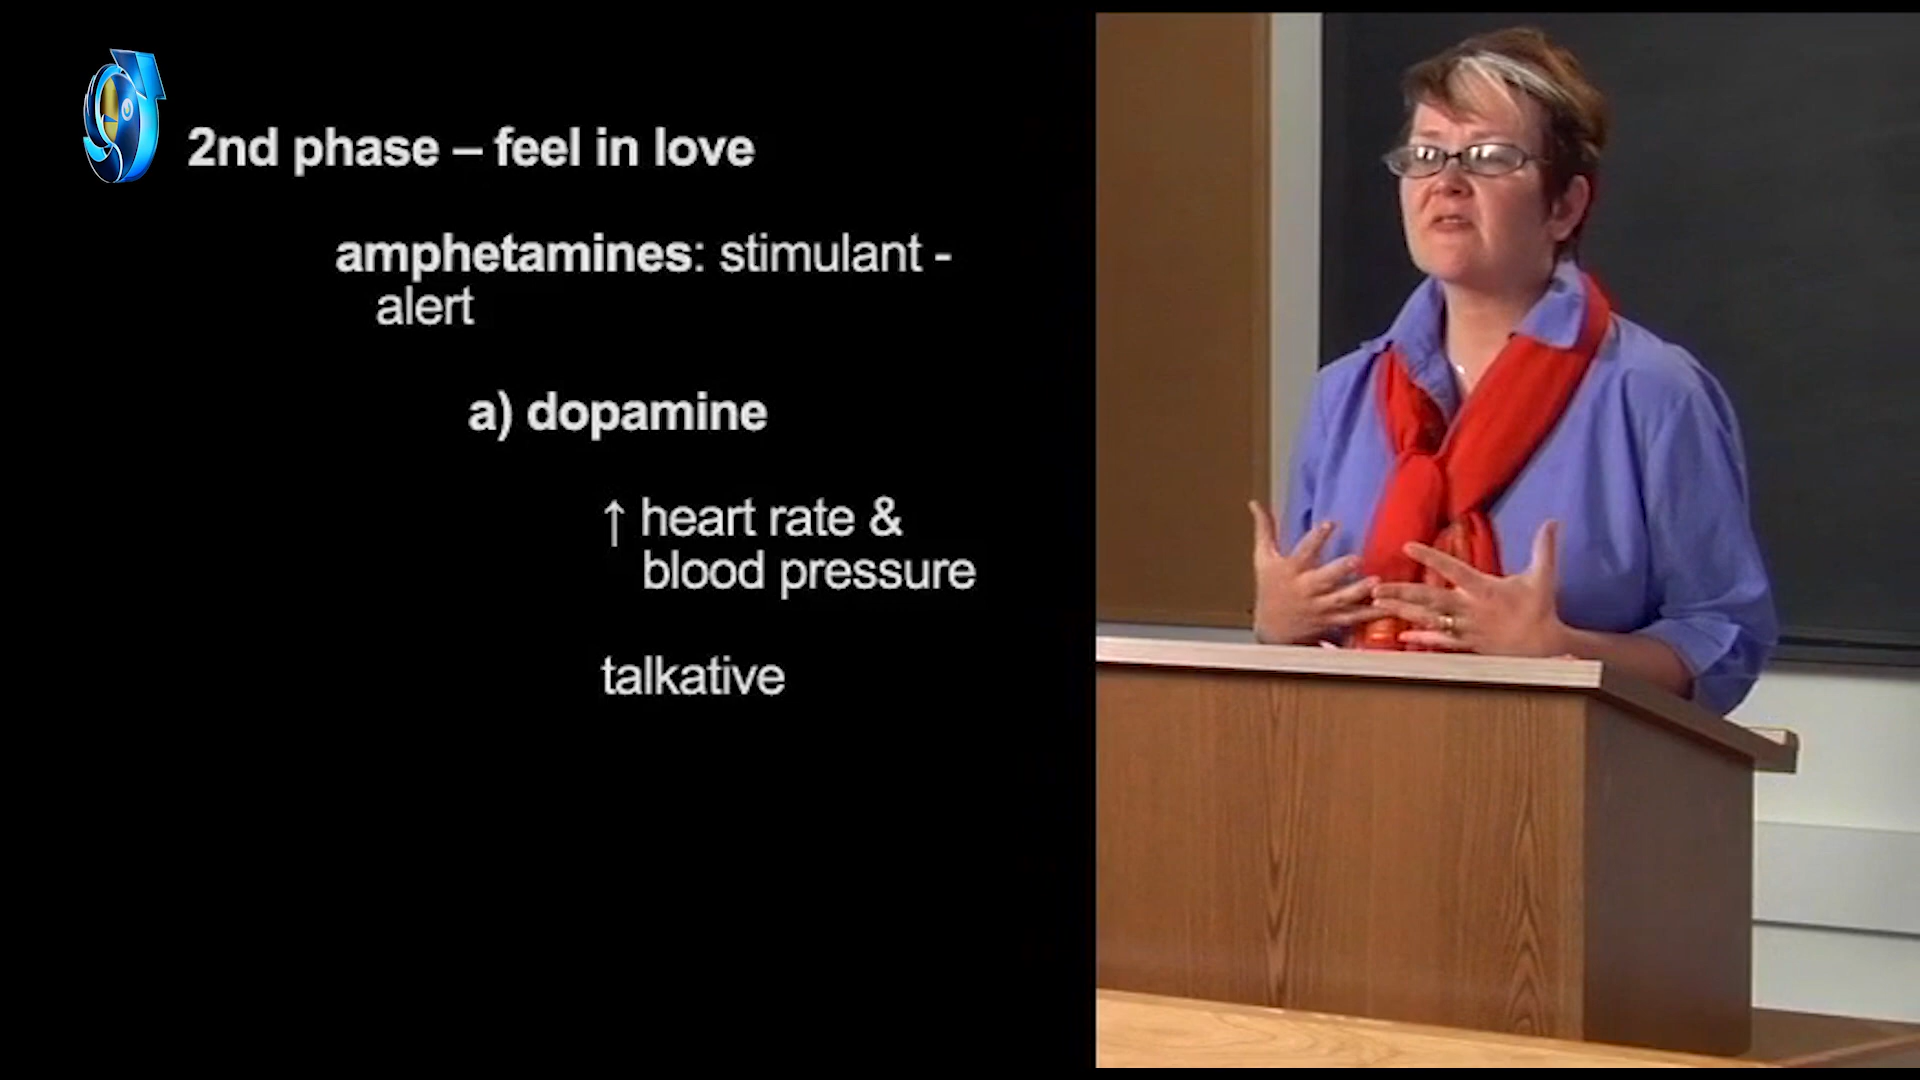 2nd phase – feel in love
amphetamines: stimulant -
alert
a) dopamine
↑ heart rate &
blood pressure
talkative